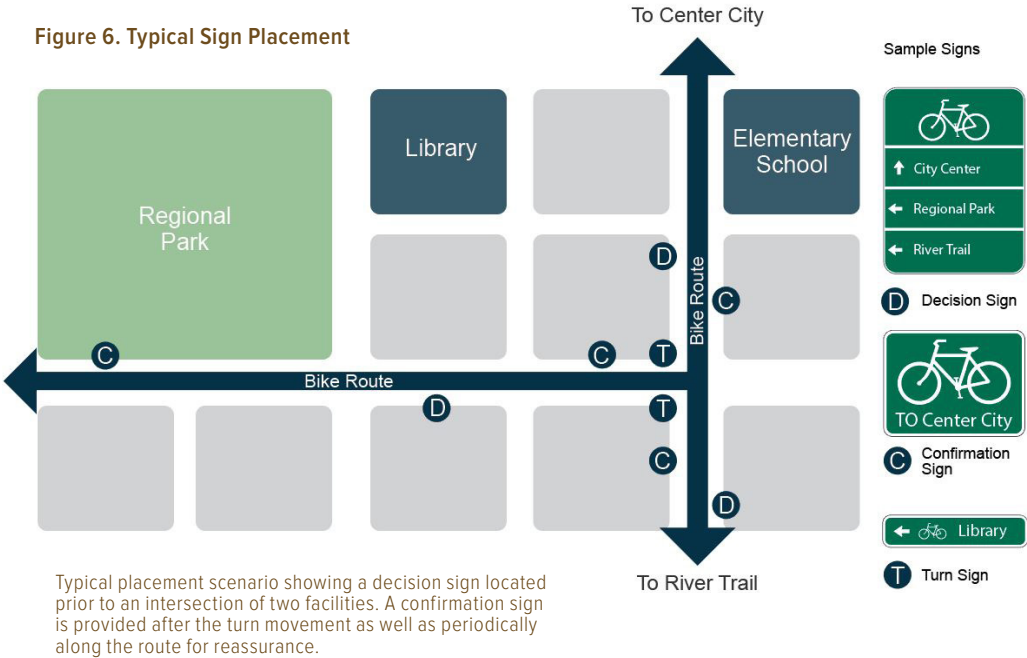 Figure 6. Typical Sign Placement
To Center City
Sample Signs
Regional
Park
Library
Elementary
School
D
Bike Route
C
C
C
T
Bike Route
D
T
C
D
To River Trail
City Center
Regional Park
River Trail
D Decision Sign
TO Center City
C Confirmation
Sign
Library
T Turn Sign
Typical placement scenario showing a decision sign located
prior to an intersection of two facilities. A confirmation sign
is provided after the turn movement as well as periodically
along the route for reassurance.